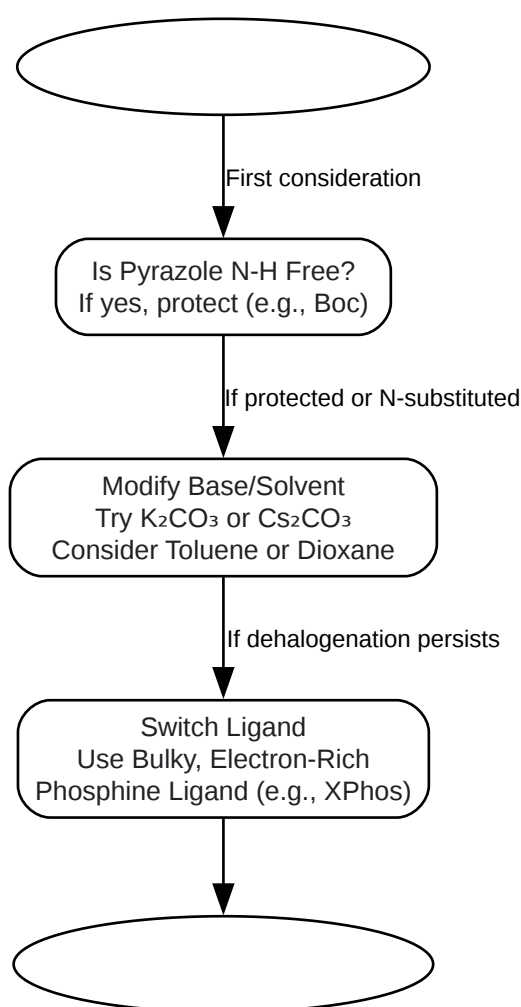 First consideration
Is Pyrazole N-H Free?
If yes, protect (e.g., Boc)
If protected or N-substituted
Modify Base/Solvent
Try K₂CO₃ or Cs₂CO₃
Consider Toluene or Dioxane
If dehalogenation persists
Switch Ligand
Use Bulky, Electron-Rich
Phosphine Ligand (e.g., XPhos)